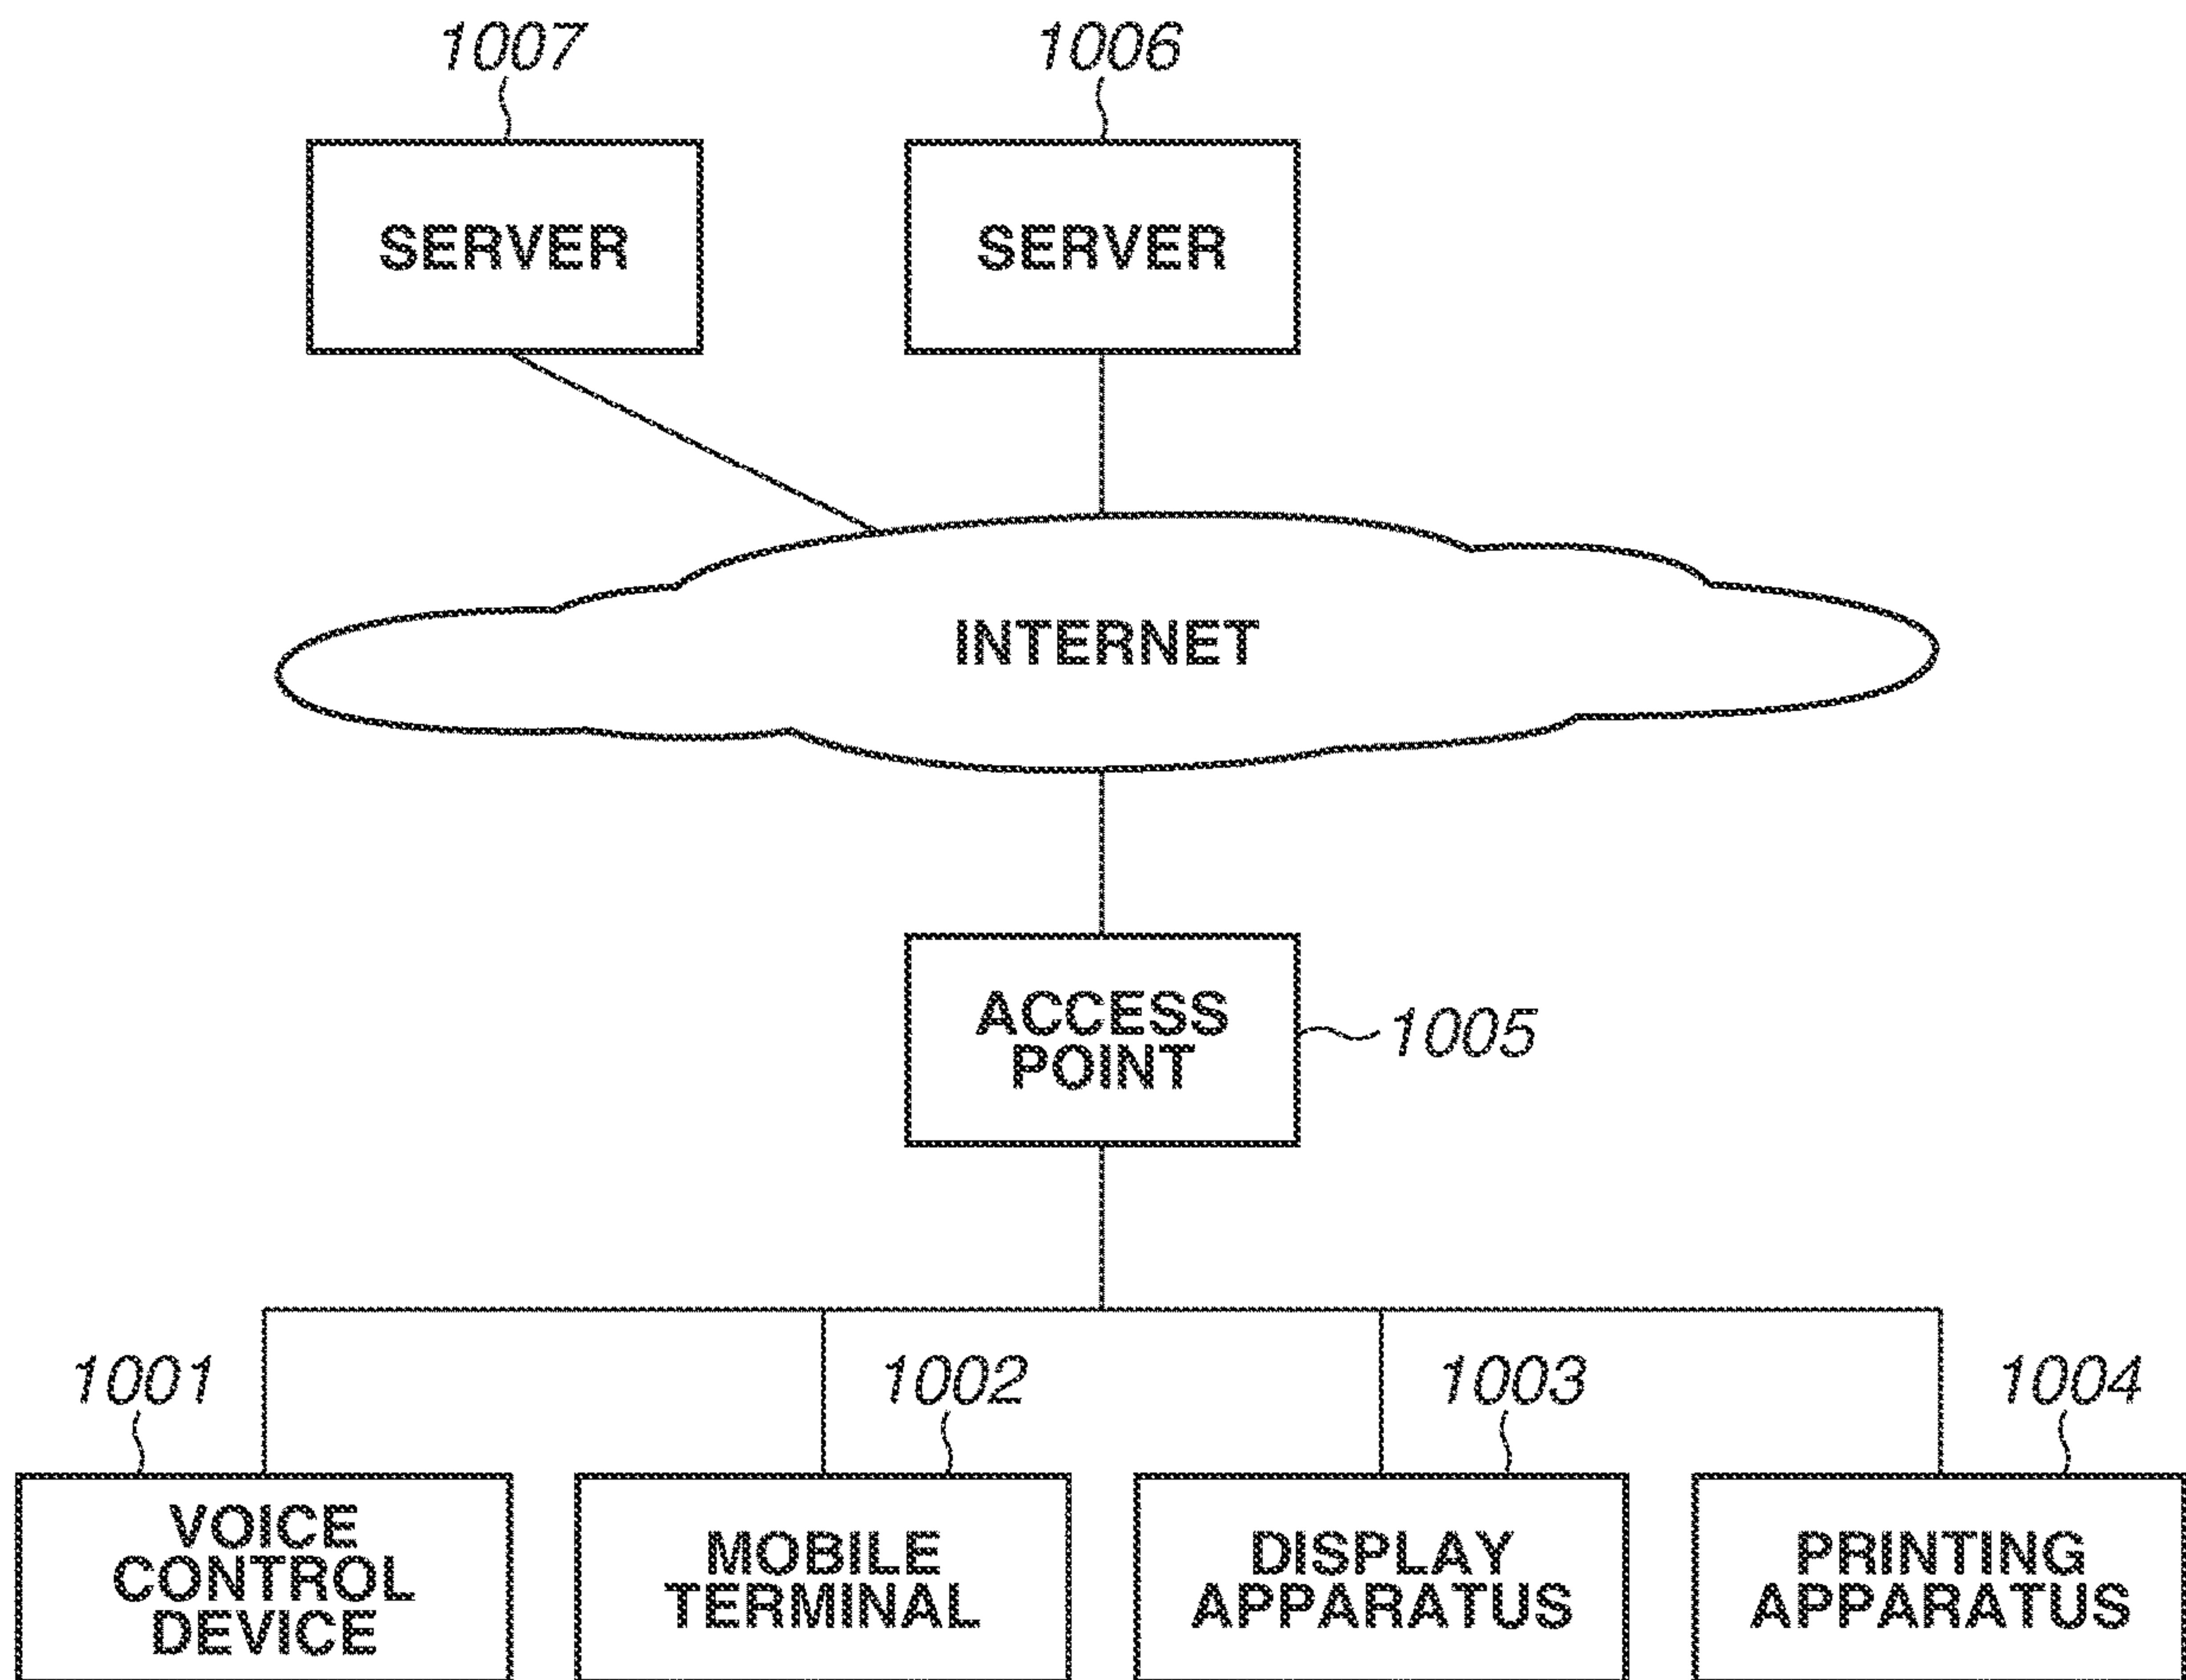 1007
1006
SERVER
SERVER
INTERNET
ACCESS
POINT
1005
1001
1002
1003
1004
VOICE
CONTROL
DEVICE
MOBILE
TERMINAL
DISPLAY
APPARATUS
PRINTING
APPARATUS